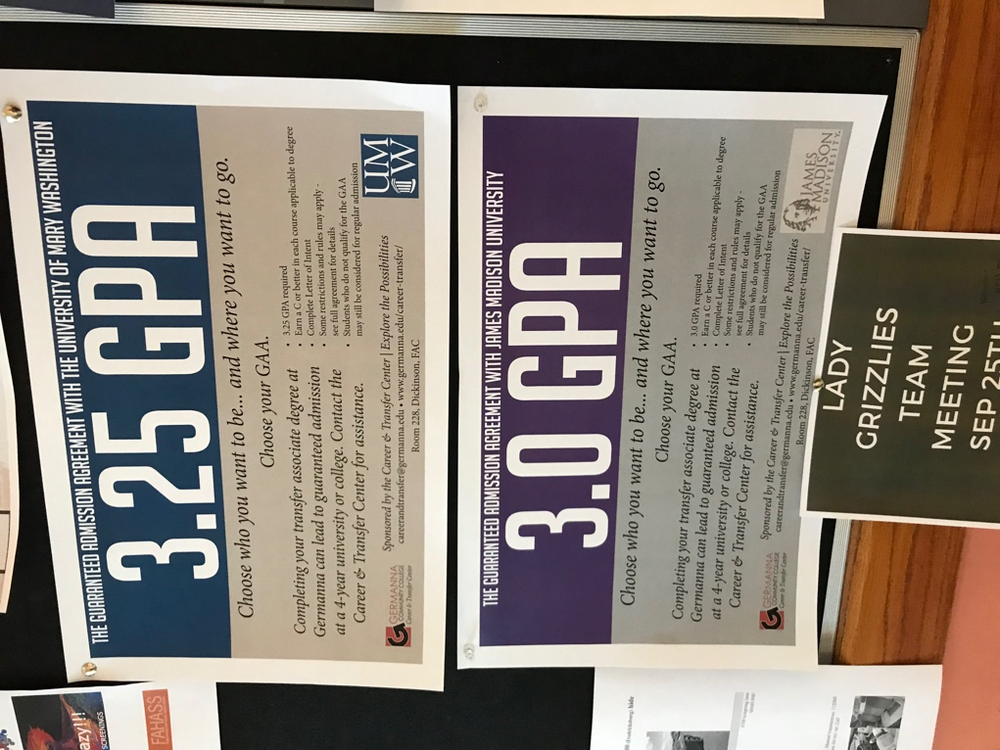 THE GUARANTEED ADMISSION AGREEMENT WITH THE UNIVERSITY OF MARY WASHINGTON
3.25 GPA
Choose who you want to be... and where you want to go.
Choose your GAA.
Completing your transfer associate degree at
Germanna can lead to guaranteed admission
at a 4-year university or college. Contact the
Career & Transfer Center for assistance.
• 3.25 GPA required
• Earn a C or better in each course applicable to degree
• Complete Letter of Intent
• Some restrictions and rules may apply -
see full agreement for details
• Students who do not qualify for the GAA
may still be considered for regular admission
UMW
GERMANNA
COMMUNITY COLLEGE
Career & Transfer Center
Sponsored by the Career & Transfer Center | Explore the Possibilities
careerandtransfer@germanna.edu • www.germanna.edu/career-transfer/
Room 228, Dickinson, FAC
THE GUARANTEED ADMISSION AGREEMENT WITH JAMES MADISON UNIVERSITY
3.0 GPA
Choose who you want to be... and where you want to go.
Choose your GAA.
Completing your transfer associate degree at
Germanna can lead to guaranteed admission
at a 4-year university or college. Contact the
Career & Transfer Center for assistance.
• 3.0 GPA required
• Earn a C or better in each course applicable to degree
• Complete Letter of Intent
• Some restrictions and rules may apply -
see full agreement for details
• Students who do not qualify for the GAA
may still be considered for regular admission
JAMES
MADISON
UNIVERSITY.
GERMANNA
COMMUNITY COLLEGE
Career & Transfer Center
Sponsored by the Career & Transfer Center | Explore the Possibilities
careerandtransfer@germanna.edu • www.germanna.edu/career-transfer/
Room 228, Dickinson, FAC
LADY
GRIZZLIES
TEAM
MEETING
SEP 25TH
azy!!!
SCREENINGS
FAHASS
(Fredericksburg) hide